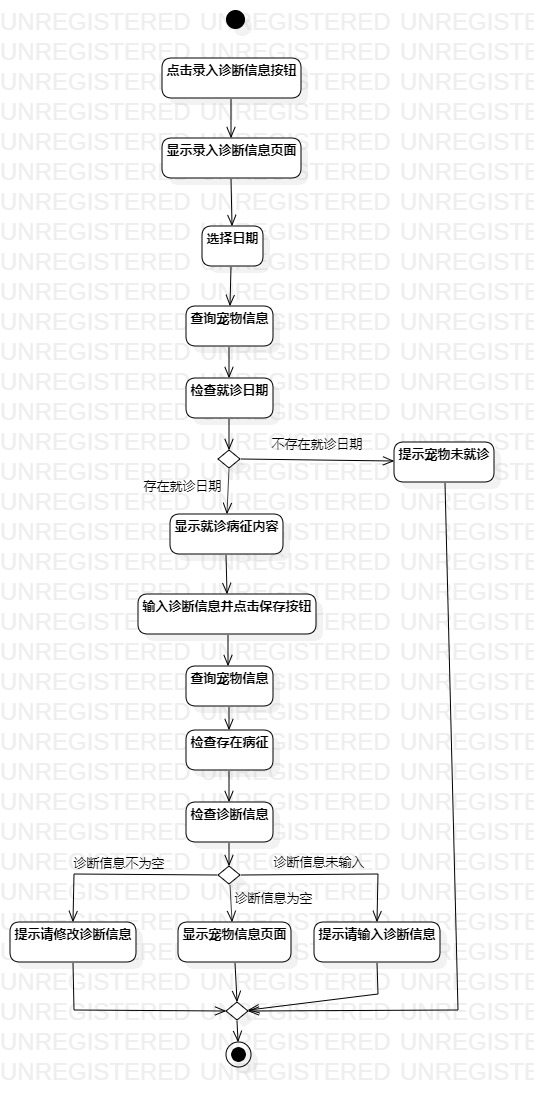 点击录入诊断信息按钮
显示录入诊断信息页面
选择日期
查询宠物信息
检查就诊日期
不存在就诊日期
提示宠物未就诊
存在就诊日期
显示就诊病征内容
输入诊断信息并点击保存按钮
查询宠物信息
检查存在病征
检查诊断信息
诊断信息不为空
诊断信息未输入
诊断信息为空
提示请修改诊断信息
显示宠物信息页面
提示请输入诊断信息
UNREGISTERED